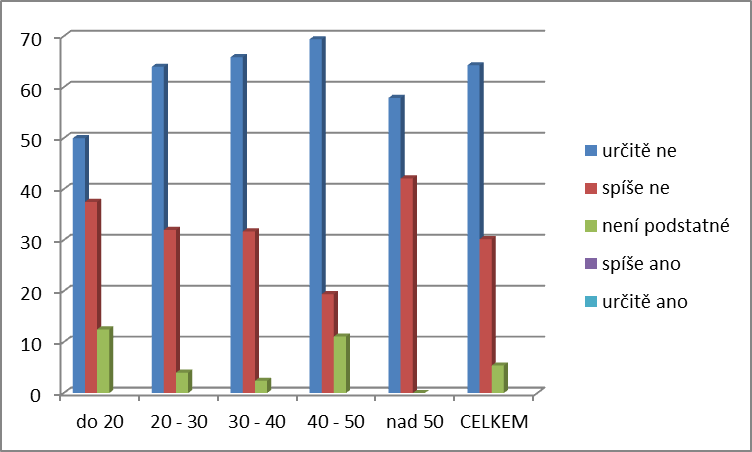 70
60
50
40
30
20
10
0
do 20 20 - 30 30 - 40 40 - 50 nad 50 CELKEM
určitě ne
spíše ne
není podstatné
spíše ano
určitě ano